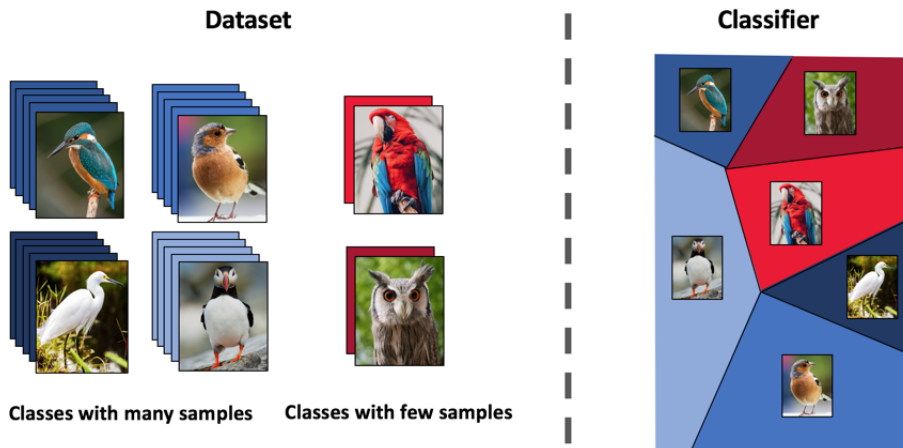 Dataset
Classifier
Classes with many samples
Classes with few samples